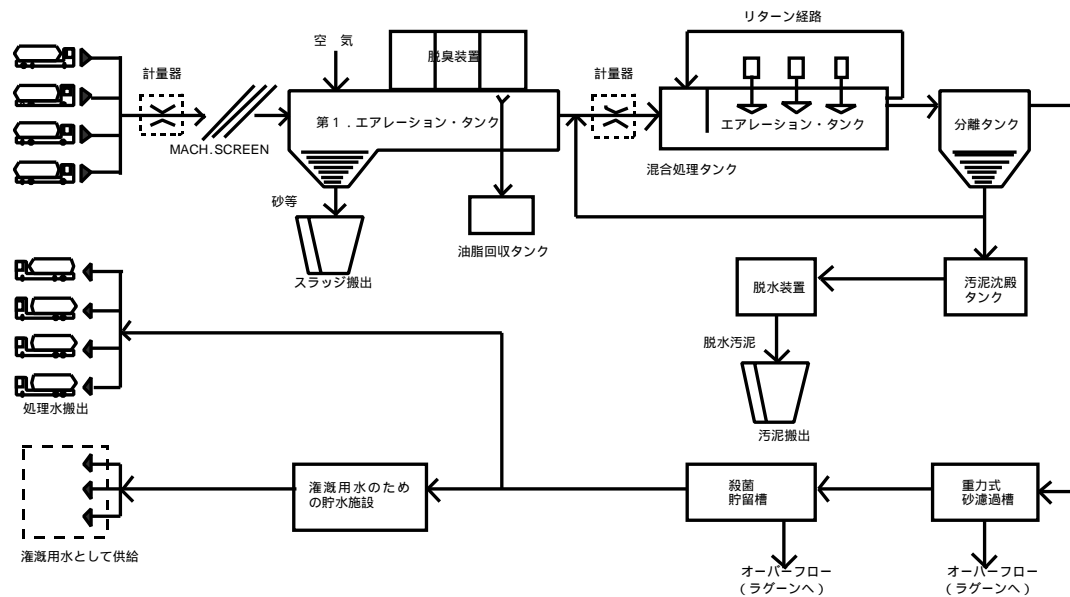 リターン経路
空 気
脱臭装置
計量器
計量器
第１．エアレーション・タンク
エアレーション・タンク
分離タンク
MACH.SCREEN
混合処理タンク
砂等
油脂回収タンク
スラッジ搬出
脱水装置
汚泥沈殿
タンク
脱水汚泥
処理水搬出
汚泥搬出
灌漑用水のため
の貯水施設
殺菌
貯留槽
重力式
砂濾過槽
灌漑用水として供給
オーバーフロー
（ラグーンへ）
オーバーフロー
（ラグーンへ）